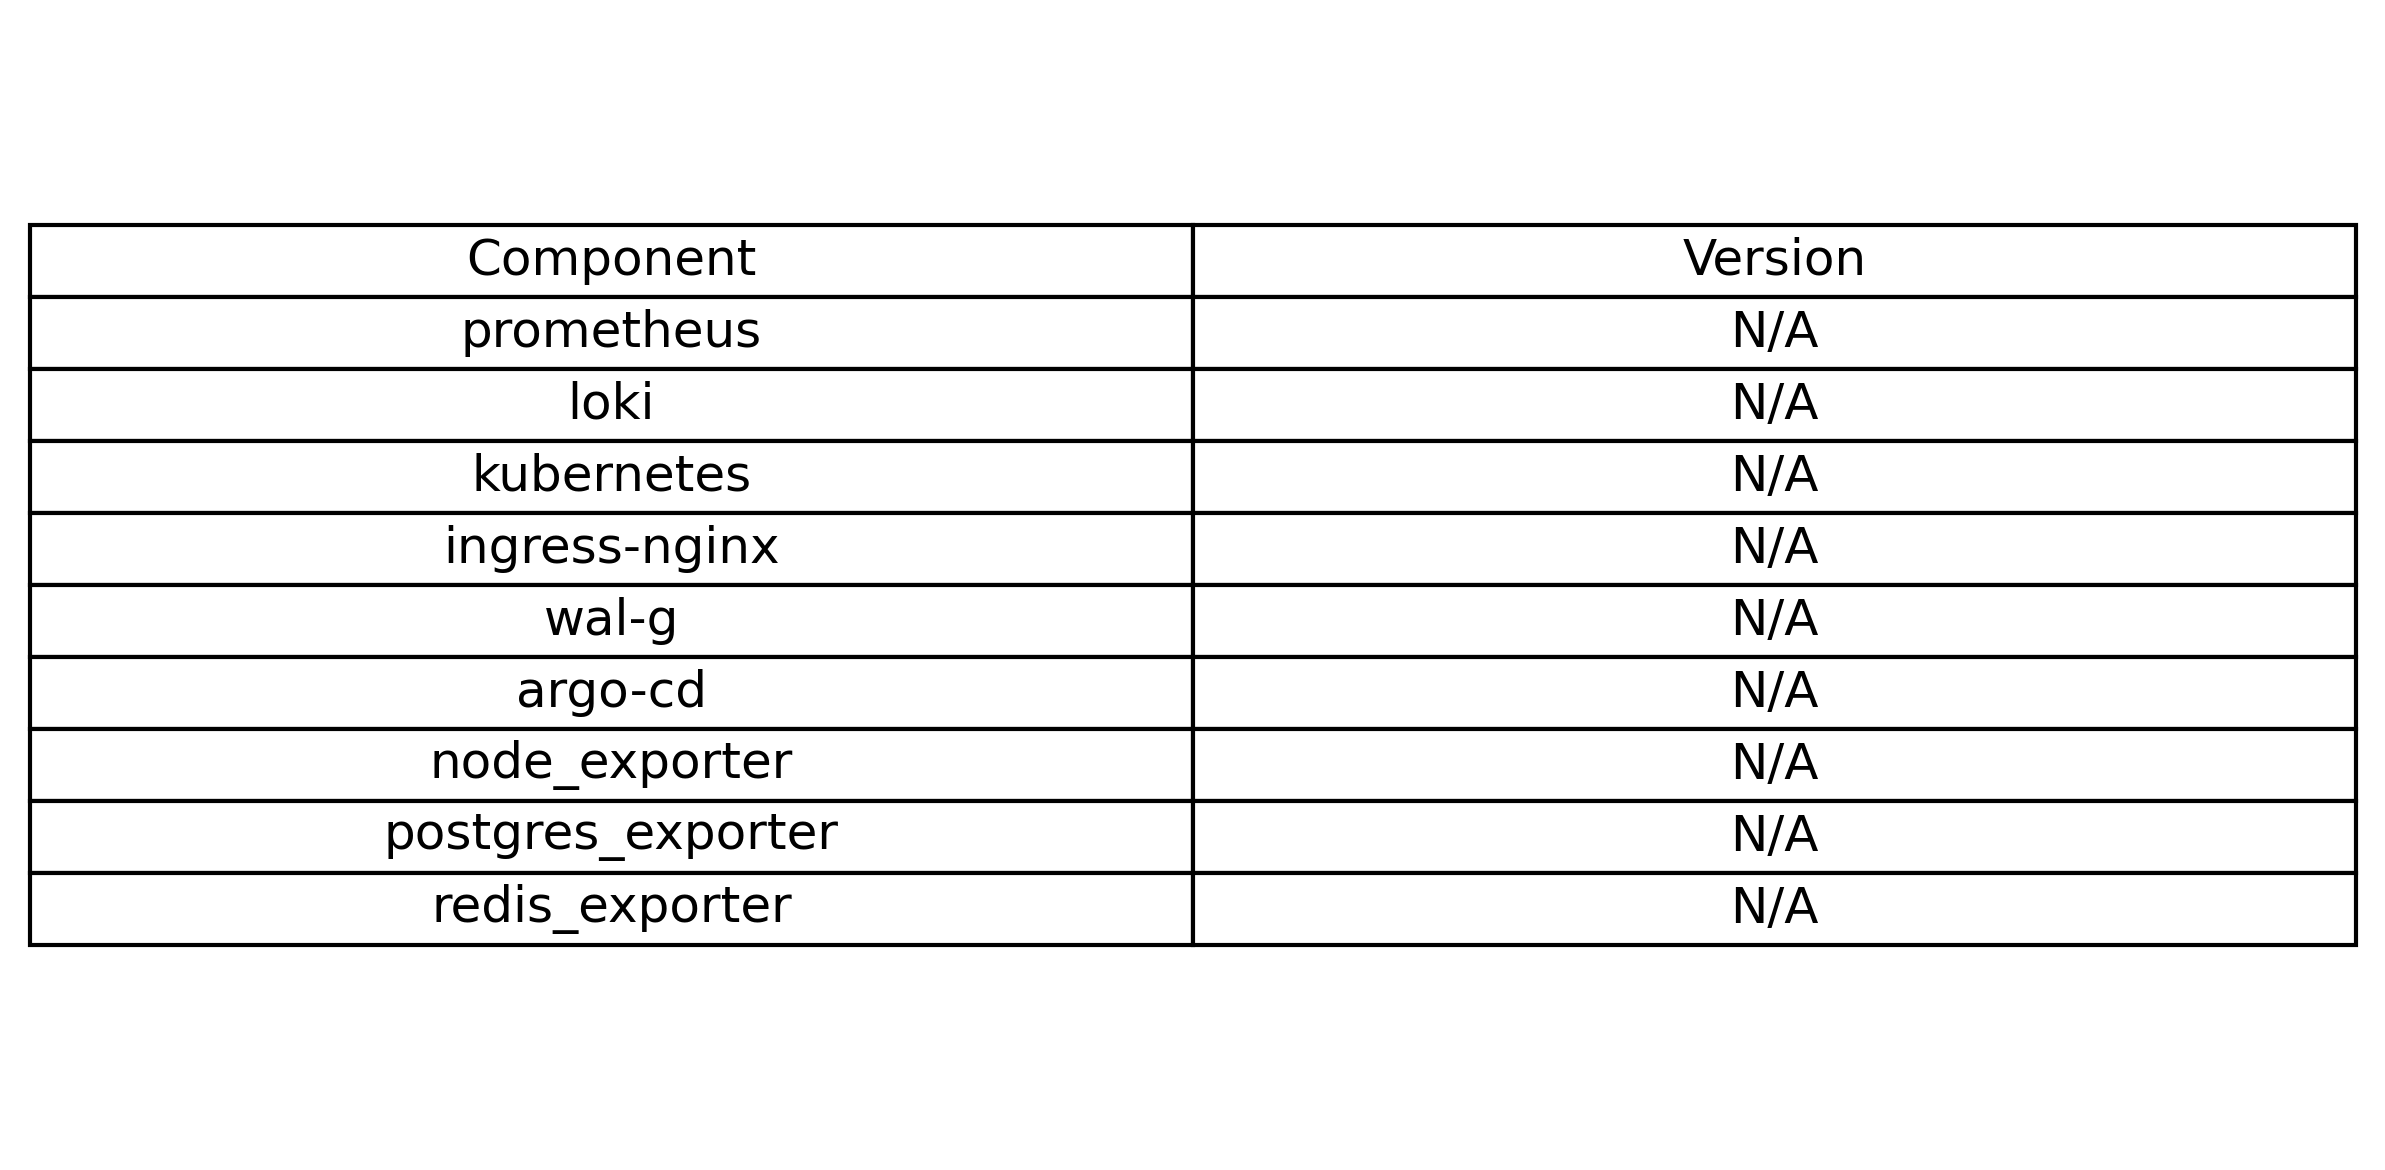 Component Version
prometheus N/A
loki N/A
kubernetes N/A
ingress-nginx N/A
wal-g N/A
argo-cd N/A
node_exporter N/A
postgres_exporter N/A
redis_exporter N/A